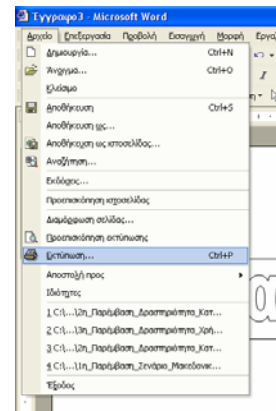 Έγγραφο3 - Microsoft Word
Αρχείο Επεξεργασία Προβολή Εισαγωγή Μορφή Εργα
Δημιουργία... Ctrl+N
Άνοιγμα... Ctrl+O
Κλείσιμο
Αποθήκευση Ctrl+S
Αποθήκευση ως...
Αποθήκευση ως ιστοσελίδας...
Αναζήτηση...
Εκδόσεις...
Προεπισκόπηση ιστοσελίδας
Διαμόρφωση σελίδας...
Προεπισκόπηση εκτύπωσης
Εκτύπωση... Ctrl+P
Αποστολή προς
Ιδιότητες
1 C:\...\2η_Παρέμβαση_Δραστηριότητα_Κατ...
2 C:\...\3η_Παρέμβαση_Δραστηριότητα_Χρή...
3 C:\...\2η_Παρέμβαση_Δραστηριότητα_Κατ...
4 C:\...\1η_Παρέμβαση_Σενάριο_Μακεδονικ...
Έξοδος